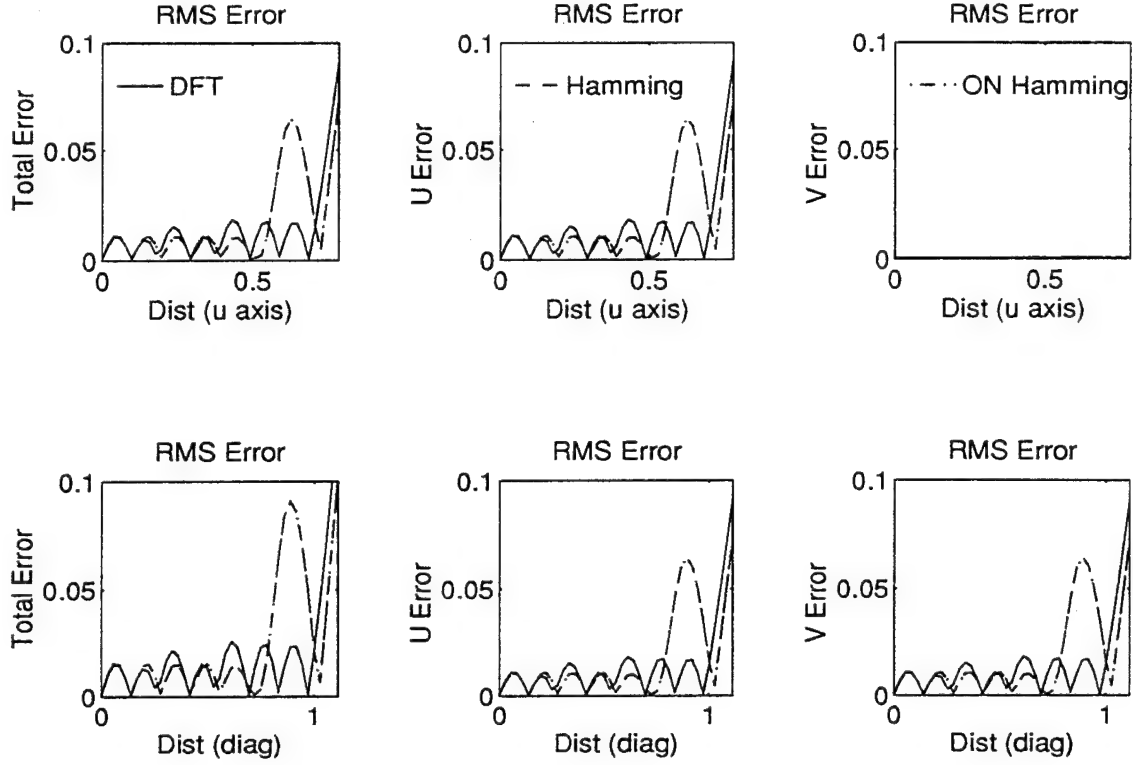 RMS Error
0.1
DFT
0.05
Total Error
0
0
0.5
Dist (u axis)
RMS Error
0.1
Hamming
0.05
U Error
0
0
0.5
Dist (u axis)
RMS Error
0.1
ON Hamming
0.05
V Error
0
0
0.5
Dist (u axis)
RMS Error
0.1
0.05
Total Error
0
0
1
Dist (diag)
RMS Error
0.1
0.05
U Error
0
0
1
Dist (diag)
RMS Error
0.1
0.05
V Error
0
0
1
Dist (diag)